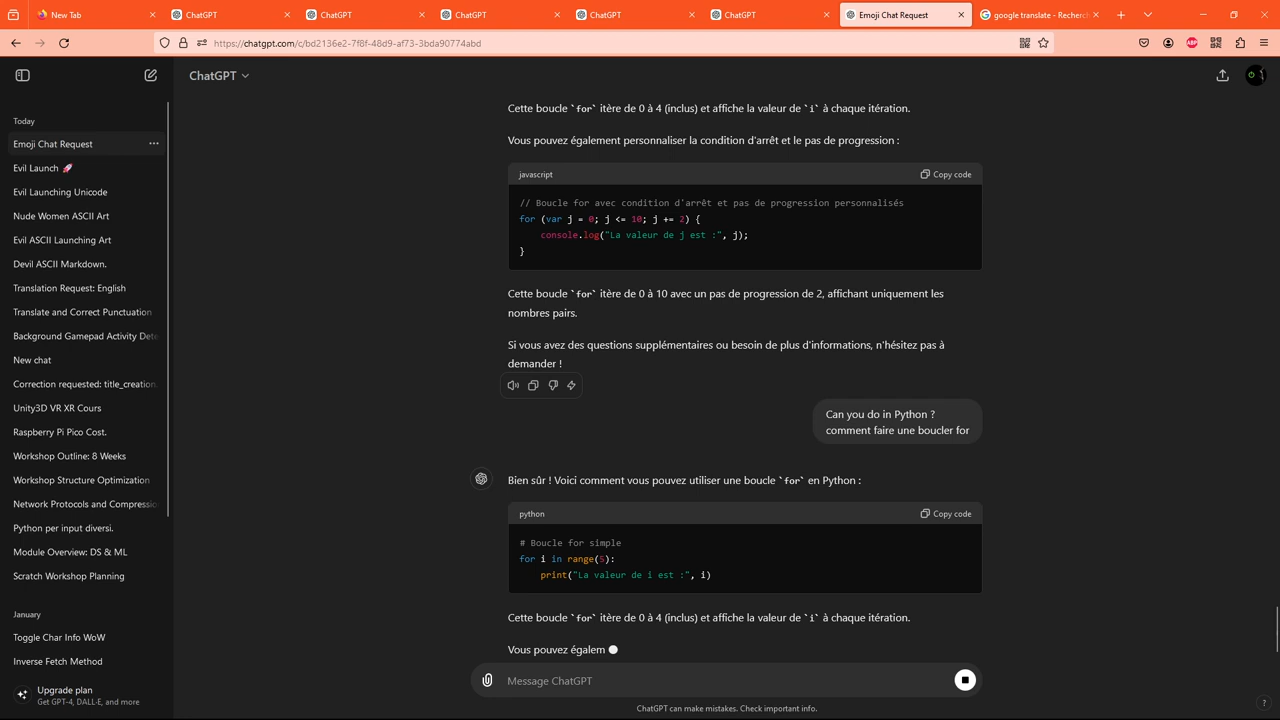 New Tab
ChatGPT
ChatGPT
ChatGPT
ChatGPT
ChatGPT
Emoji Chat Request
google translate - Recherch
https://chatgpt.com/c/bd2136e2-7f8f-48d9-af73-3bda90774abd
ABP
ChatGPT
Today
Emoji Chat Request
Evil Launch 🚀
Evil Launching Unicode
Nude Women ASCII Art
Evil ASCII Launching Art
Devil ASCII Markdown.
Translation Request: English
Translate and Correct Punctuation
Background Gamepad Activity Dete
New chat
Correction requested: title_creation.
Unity3D VR XR Cours
Raspberry Pi Pico Cost.
Workshop Outline: 8 Weeks
Workshop Structure Optimization
Network Protocols and Compressio
Python per input diversi.
Module Overview: DS & ML
Scratch Workshop Planning
January
Toggle Char Info WoW
Inverse Fetch Method
Upgrade plan
Get GPT-4, DALL-E, and more
Cette boucle `for` itère de 0 à 4 (inclus) et affiche la valeur de `i` à chaque itération.
Vous pouvez également personnaliser la condition d'arrêt et le pas de progression :
javascript
Copy code
// Boucle for avec condition d'arrêt et pas de progression personnalisés
for (var j = 0; j <= 10; j += 2) {
console.log("La valeur de j est :", j);
}
Cette boucle `for` itère de 0 à 10 avec un pas de progression de 2, affichant uniquement les
nombres pairs.
Si vous avez des questions supplémentaires ou besoin de plus d'informations, n'hésitez pas à
demander !
Can you do in Python ?
comment faire une boucler for
Bien sûr ! Voici comment vous pouvez utiliser une boucle `for` en Python :
python
Copy code
# Boucle for simple
for i in range(5):
print("La valeur de i est :", i)
Cette boucle `for` itère de 0 à 4 (inclus) et affiche la valeur de `i` à chaque itération.
Vous pouvez égalem
Message ChatGPT
ChatGPT can make mistakes. Check important info.
?